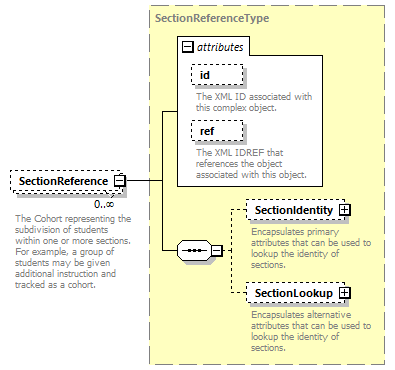 SectionReferenceType
attributes
id
The XML ID associated with
this complex object.
ref
The XML IDREF that
references the object
associated with this object.
SectionReference
0..∞
The Cohort representing the
subdivision of students
within one or more sections.
For example, a group of
students may be given
additional instruction and
tracked as a cohort.
SectionIdentity
Encapsulates primary
attributes that can be used to
lookup the identity of
sections.
SectionLookup
Encapsulates alternative
attributes that can be used to
lookup the identity of
sections.